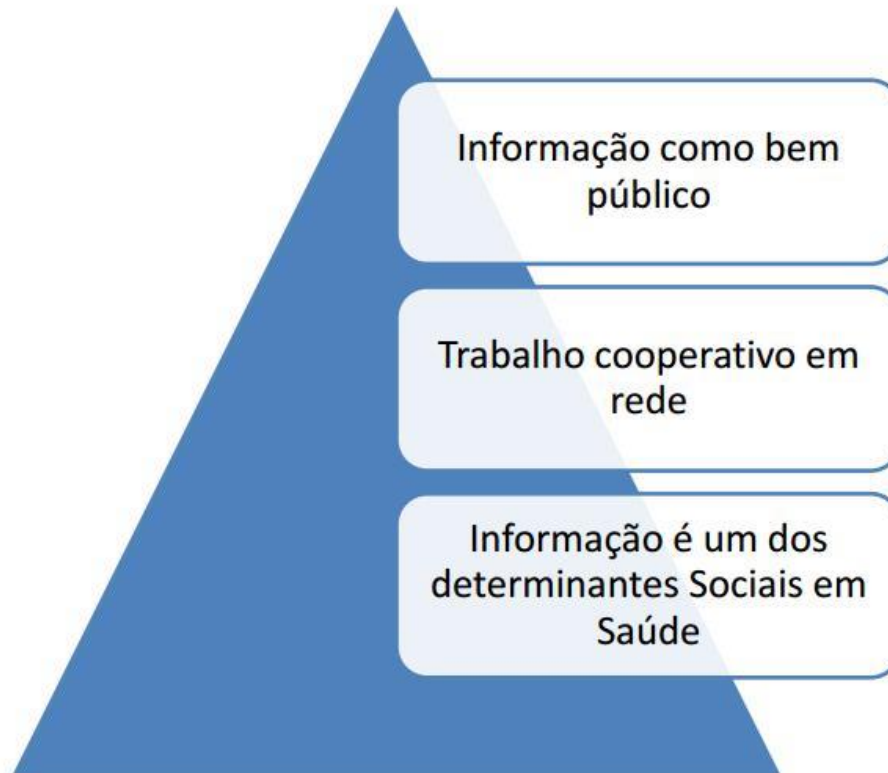 Informação como bem
público
Trabalho cooperativo em
rede
Informação é um dos
determinantes Sociais em
Saúde